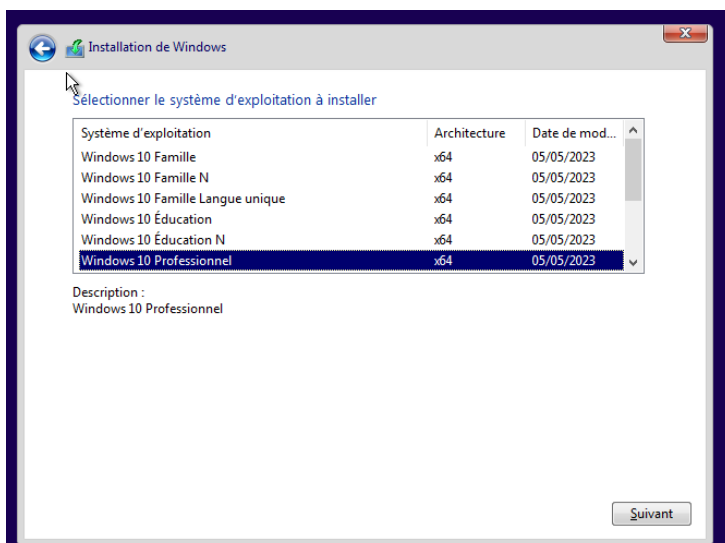 Installation de Windows
Sélectionner le système d'exploitation à installer
Système d'exploitation Architecture Date de mod...
Windows 10 Famille x64 05/05/2023
Windows 10 Famille N x64 05/05/2023
Windows 10 Famille Langue unique x64 05/05/2023
Windows 10 Éducation x64 05/05/2023
Windows 10 Éducation N x64 05/05/2023
Windows 10 Professionnel x64 05/05/2023
Description :
Windows 10 Professionnel
Suivant